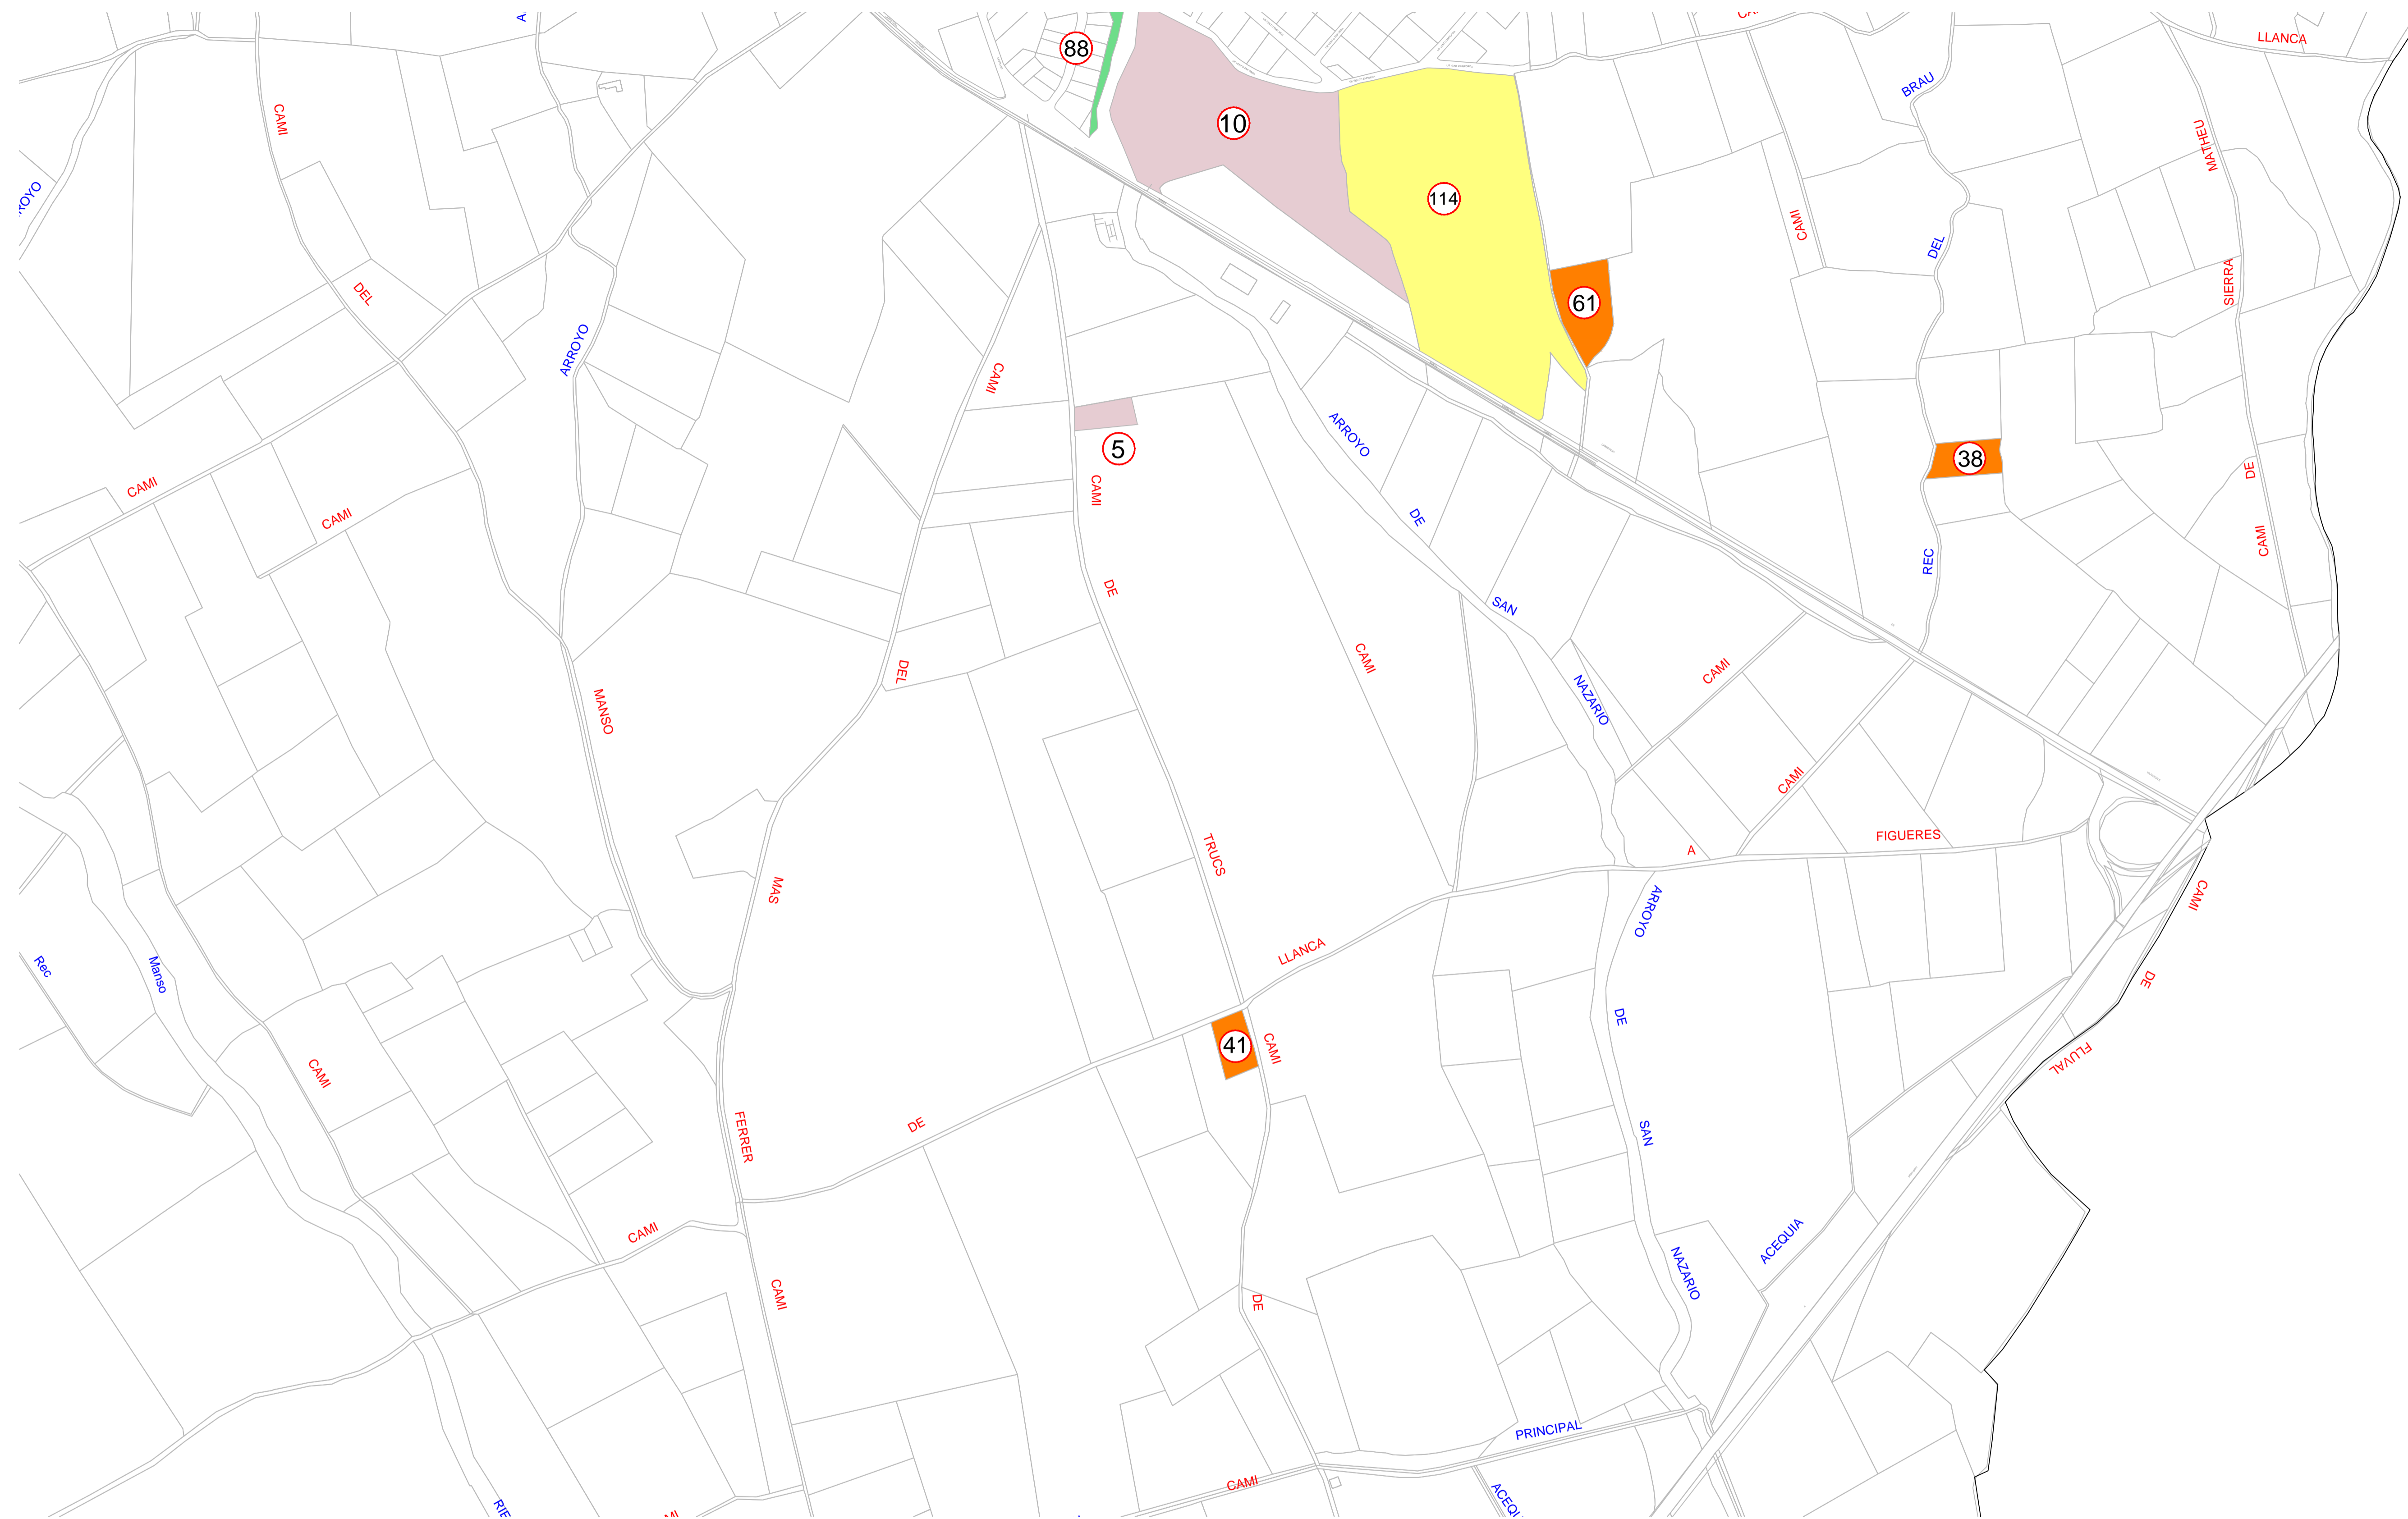 LLANCA
88
BRAU
CAMI
10
MATHEU
114
CAMI
DEL
SIERRA
DEL
61
ARROYO
CAMI
ARROYO
5
38
DE
CAMI
CAMI
CAMI
DE
CAMI
REC
DE
SAN
CAMI
DEL
CAMI
MANSO
NAZARIO
CAMI
FIGUERES
A
TRUCS
MAS
CAMI
ARROYO
LLANCA
Rec
Manso
DE
DE
41
CAMI
FLUVAL
CAMI
DE
FERRER
SAN
CAMI
ACEQUIA
NAZARIO
CAMI
DE
PRINCIPAL
CAMI